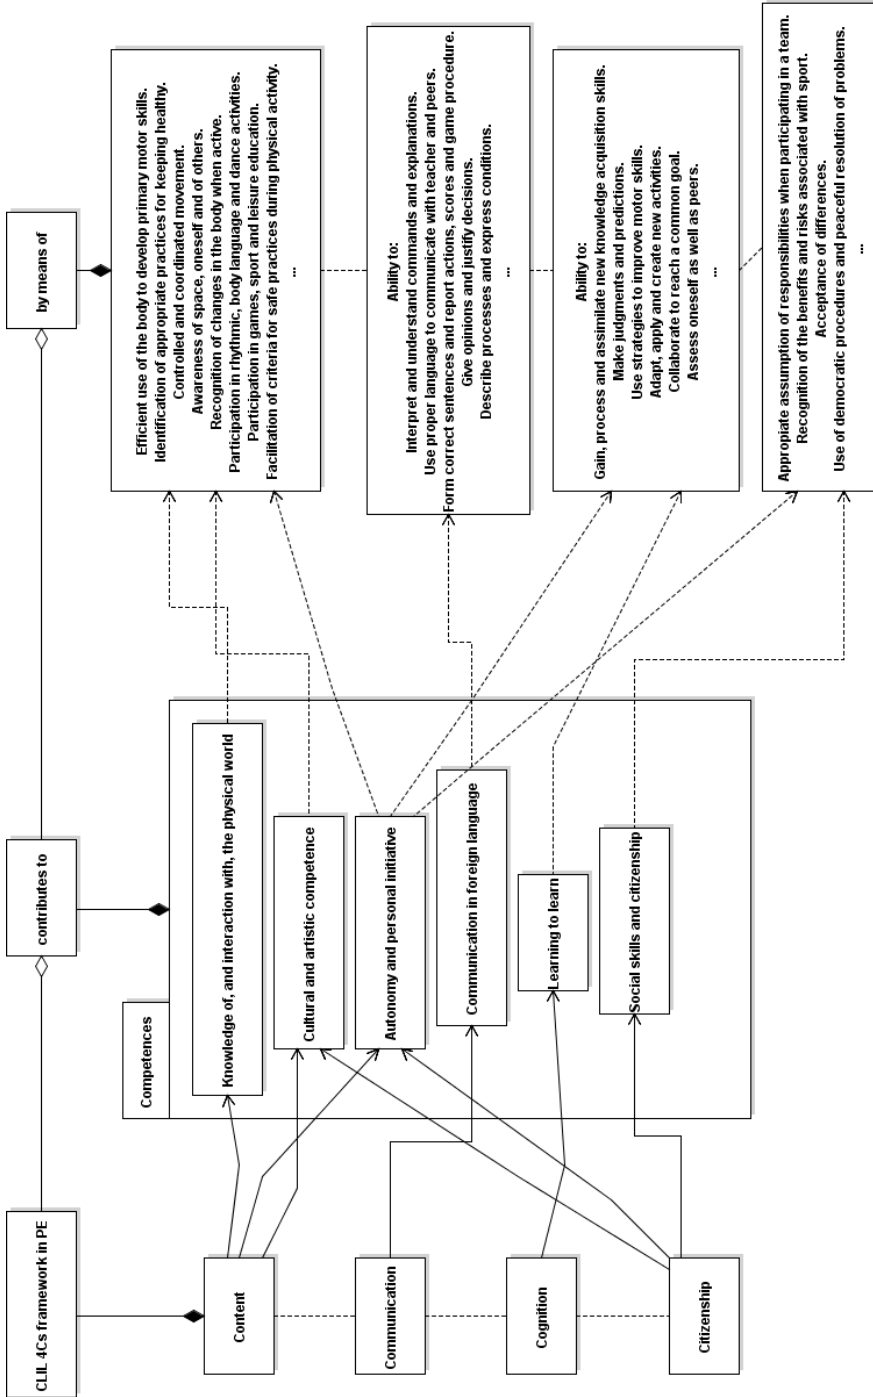 CLIL 4Cs framework in PE
contributes to
by means of
Content
Communication
Cognition
Citizenship
Competences
Knowledge of, and interaction with, the physical world
Cultural and artistic competence
Autonomy and personal initiative
Communication in foreign language
Learning to learn
Social skills and citizenship
Efficient use of the body to develop primary motor skills.
Identification of appropriate practices for keeping healthy.
Controlled and coordinated movement.
Awareness of space, oneself and of others.
Recognition of changes in the body when active.
Participation in rhythmic, body language and dance activities.
Participation in games, sport and leisure education.
Facilitation of criteria for safe practices during physical activity.
...
Ability to:
Interpret and understand commands and explanations.
Use proper language to communicate with teacher and peers.
Form correct sentences and report actions, scores and game procedure.
Give opinions and justify decisions.
Describe processes and express conditions.
...
Ability to:
Gain, process and assimilate new knowledge acquisition skills.
Make judgments and predictions.
Use strategies to improve motor skills.
Adapt, apply and create new activities.
Collaborate to reach a common goal.
Assess oneself as well as peers.
...
Appropiate assumption of responsibilities when participating in a team.
Recognition of the benefits and risks associated with sport.
Acceptance of differences.
Use of democratic procedures and peaceful resolution of problems.
...